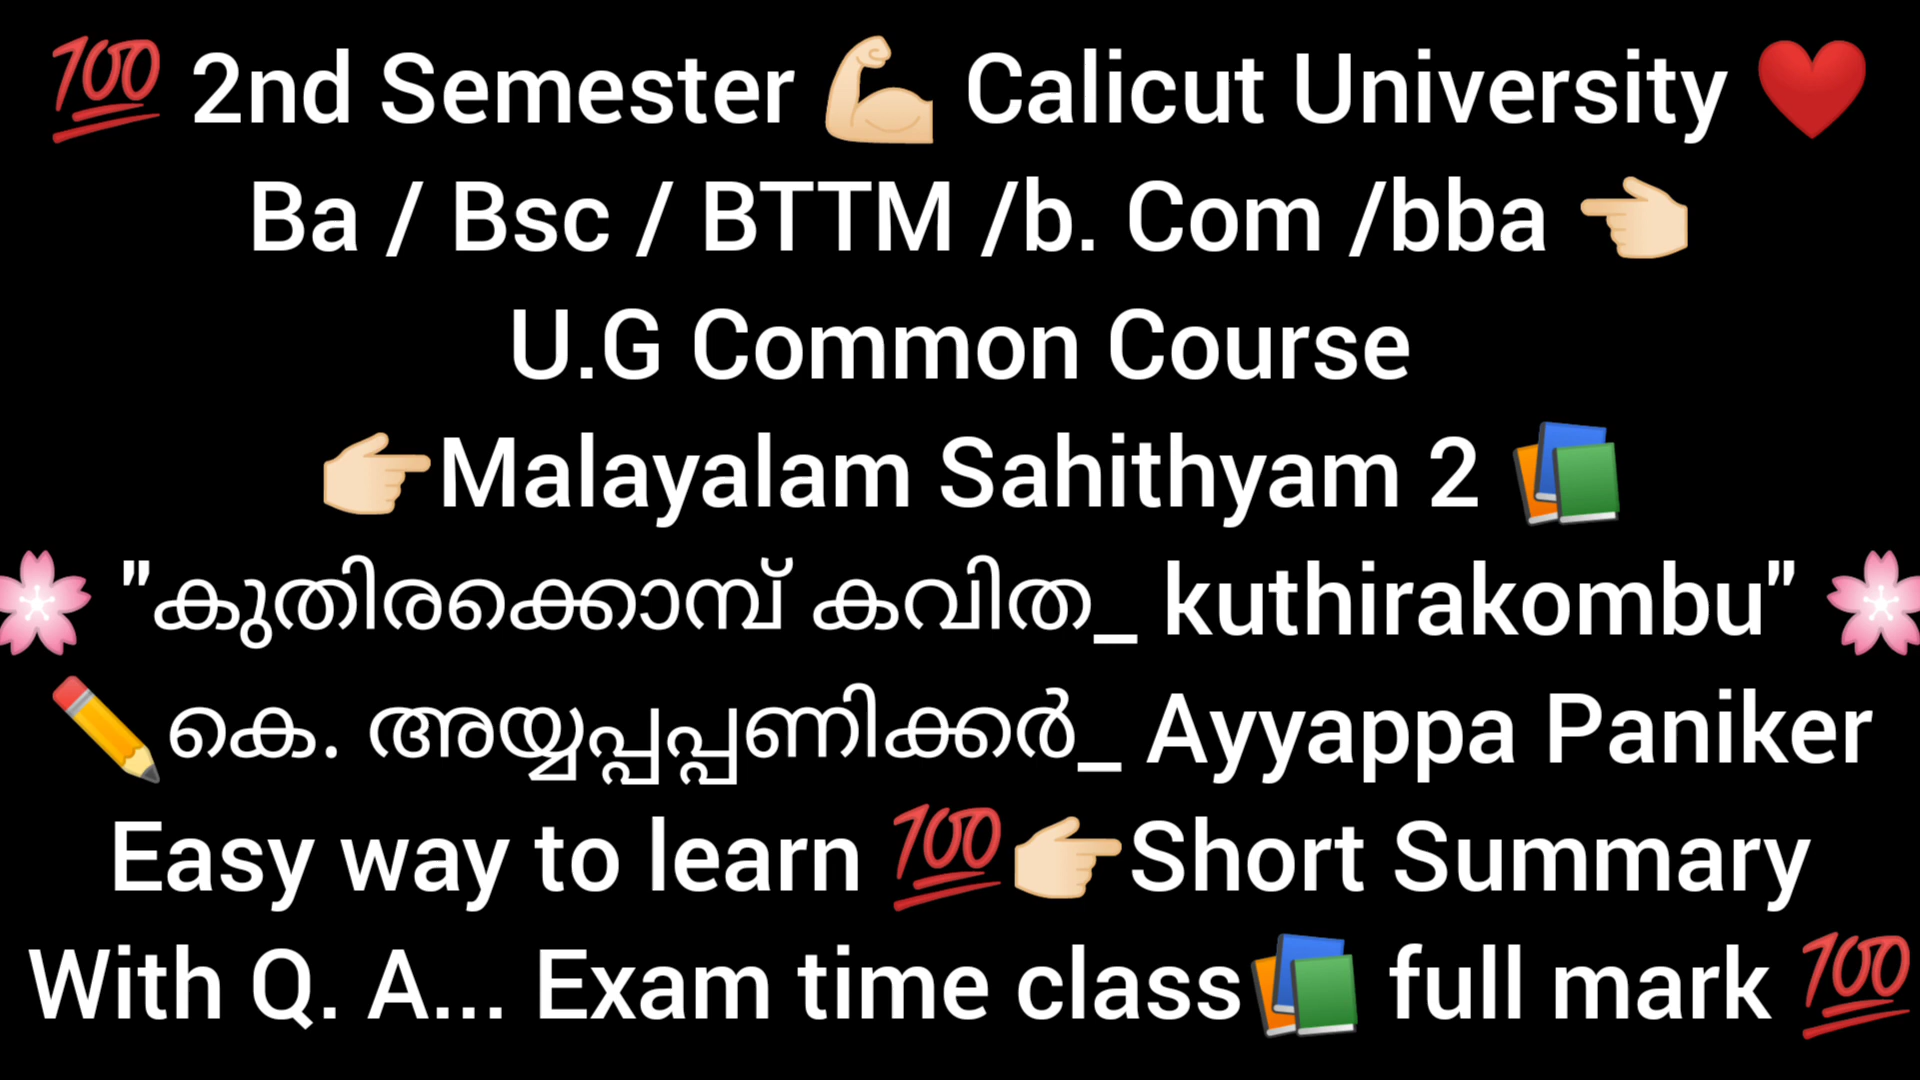 💯 2nd Semester 💪🏻 Calicut University ❤️
Ba / Bsc / BTTM /b. Com /bba 👈🏻
U.G Common Course
👉🏻Malayalam Sahithyam 2 📚
🌸 "കുതിരക്കൊമ്പ് കവിത_ kuthirakombu" 🌸
✏️കെ. അയ്യപ്പപ്പണിക്കർ_ Ayyappa Paniker
Easy way to learn 💯👉🏻Short Summary
With Q. A... Exam time class📚 full mark 💯